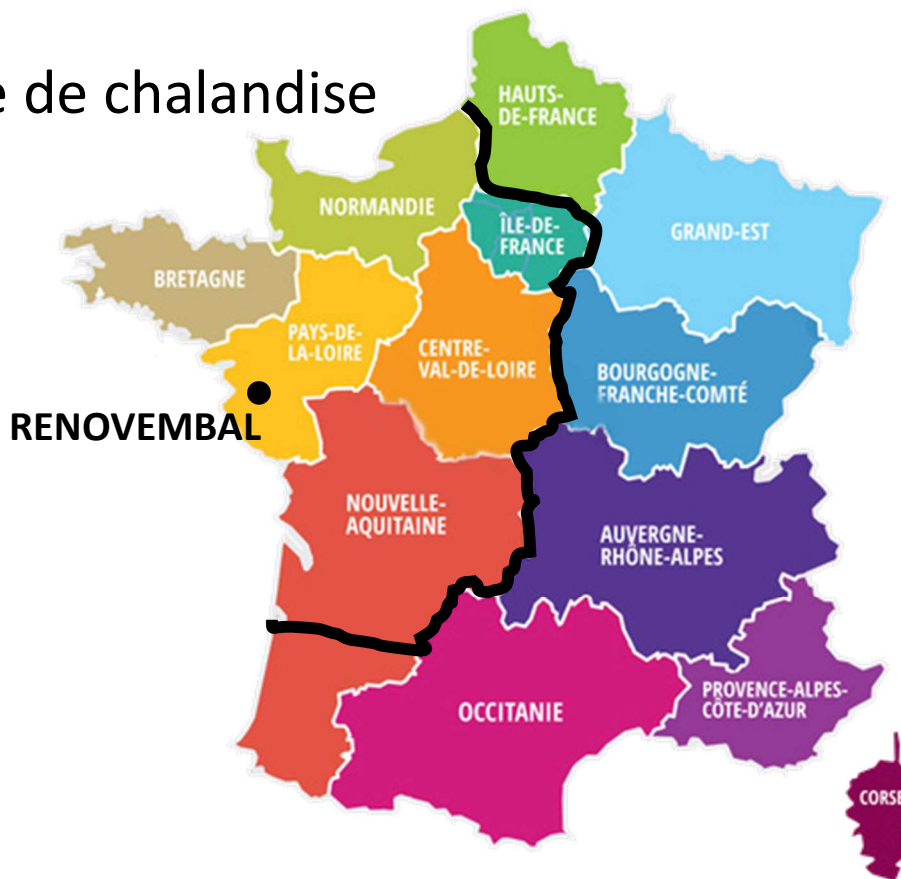 e de chalandise
HAUTS-
DE-FRANCE
NORMANDIE
ÎLE-DE-
FRANCE
GRAND-EST
BRETAGNE
PAYS-DE-
LA-LOIRE
CENTRE-
VAL-DE-LOIRE
BOURGOGNE-
FRANCHE-COMTÉ
RENOVEMBAL
NOUVELLE-
AQUITAINE
AUVERGNE-
RHÔNE-ALPES
OCCITANIE
PROVENCE-ALPES-
CÔTE-D'AZUR
CORSE